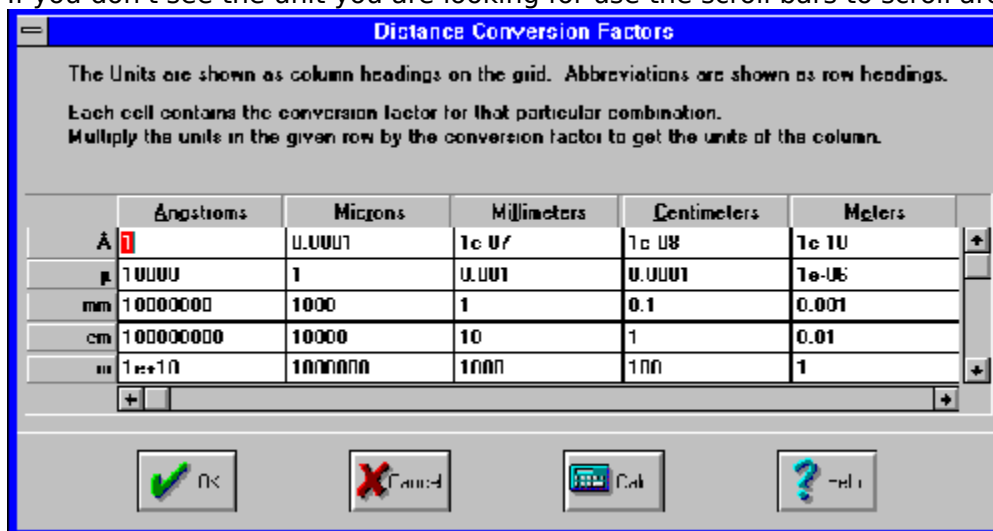 If you don't see the unit you are looking for use the scroll bars to scroll
Distance Conversion Factors
The Units are shown as column headings on the grid. Abbreviations are shown as row headings.
Each cell contains the conversion factor for that particular combination.
Multiply the units in the given row by the conversion factor to get the units of the column.
Angstroms Microns Millimeters Centimeters Meters
Å 1 0.0001 1e-07 1e-08 1e-10
µ 10000 1 0.001 0.0001 1e-06
mm 10000000 1000 1 0.1 0.001
cm 100000000 10000 10 1 0.01
m 1e+10 1000000 1000 100 1
OK Cancel Calc Help